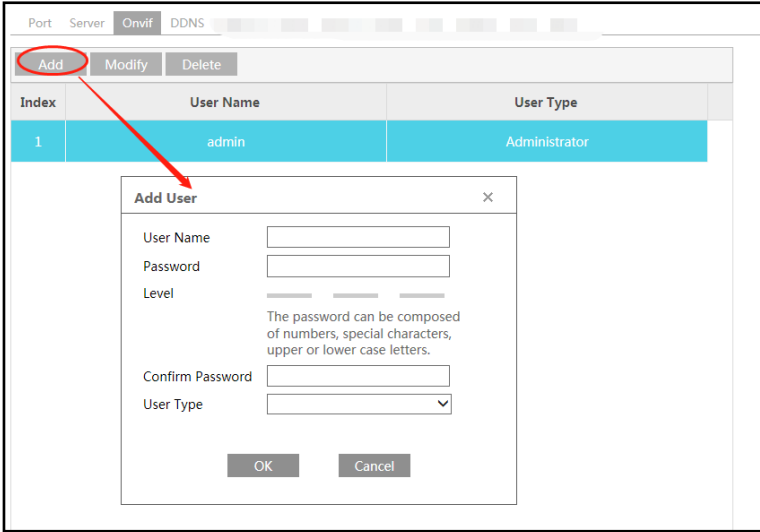 Port Server Onvif DDNS
Add Modify Delete
Index User Name User Type
1 admin Administrator
Add User ×
User Name
Password
Level
The password can be composed
of numbers, special characters,
upper or lower case letters.
Confirm Password
User Type
OK Cancel